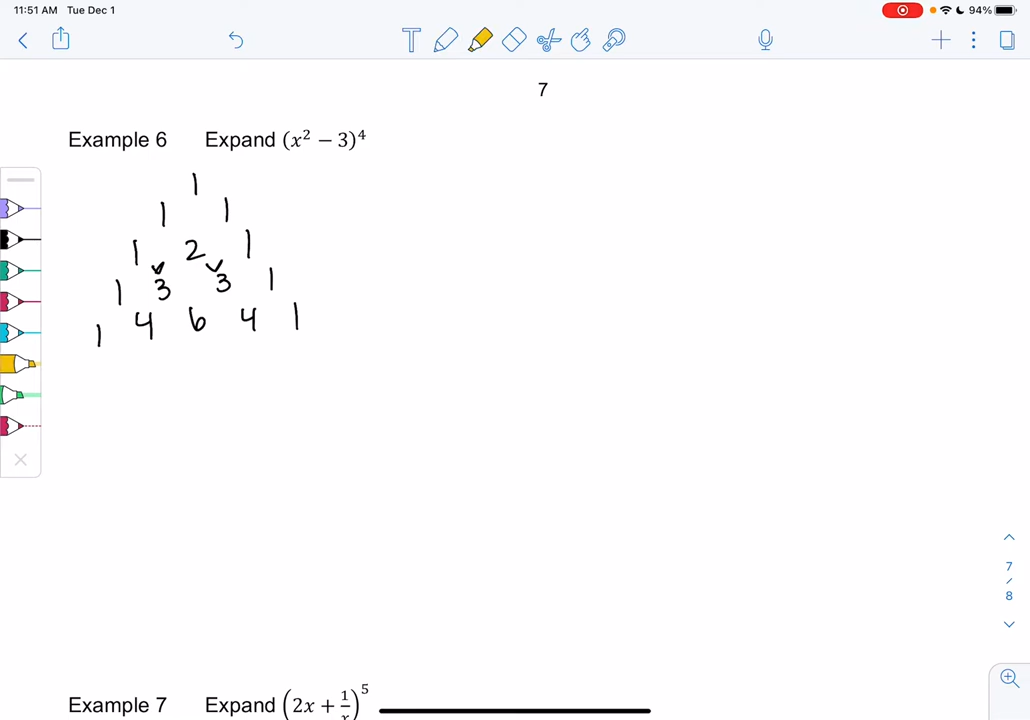 11:51 AM Tue Dec 1 94%
T
7
Example 6 Expand (x² − 3)⁴
1
1 1
1 2 1
1 3 3 1
1 4 6 4 1
7
/
8
Example 7 Expand (2x + 1/x)⁵